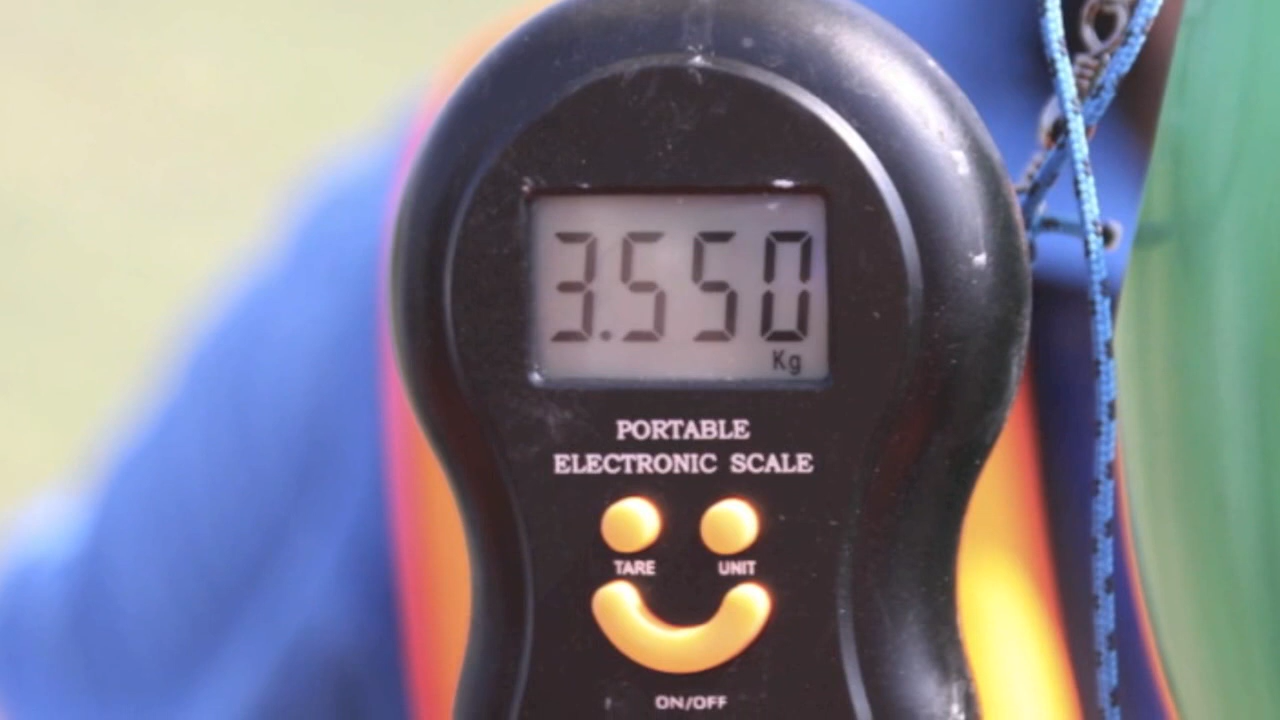 3.550
Kg
PORTABLE
ELECTRONIC SCALE
TARE UNIT
ON/OFF